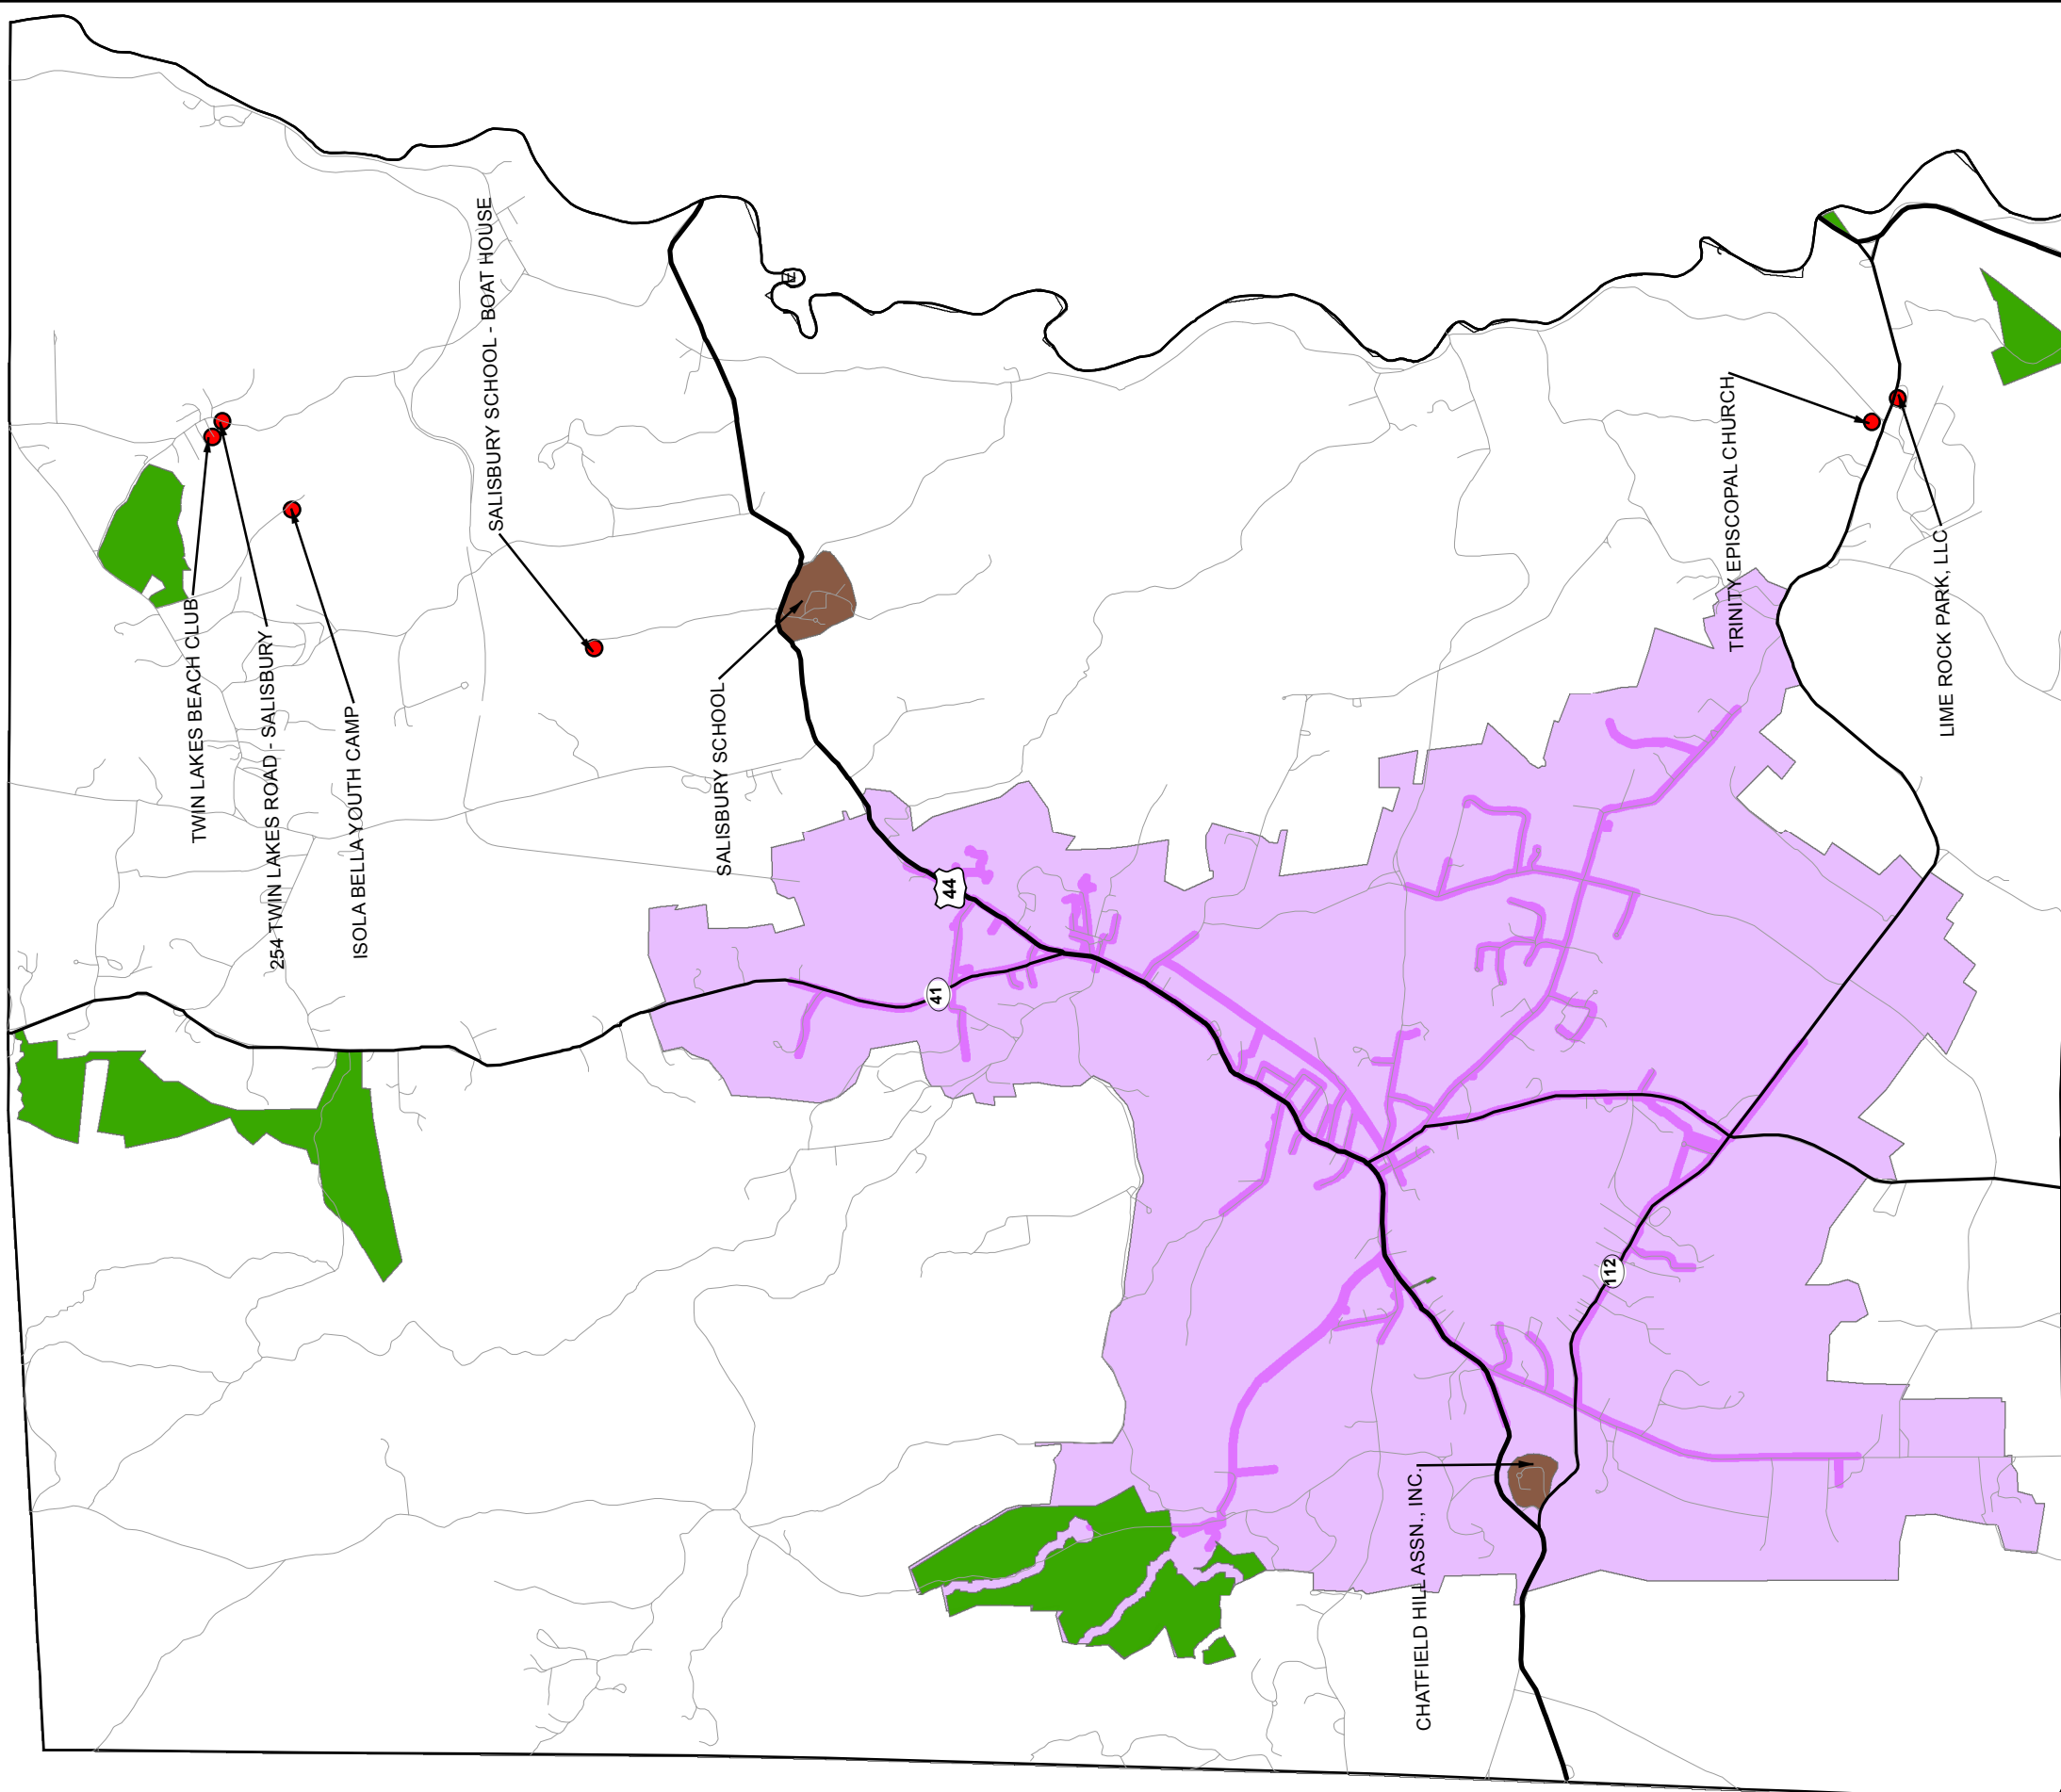 TWIN LAKES BEACH CLUB
254 TWIN LAKES ROAD - SALISBURY
ISOLA BELLA YOUTH CAMP
SALISBURY SCHOOL - BOAT HOUSE
SALISBURY SCHOOL
44
41
TRINITY EPISCOPAL CHURCH
LIME ROCK PARK, LLC
112
CHATFIELD HILL ASSN., INC.